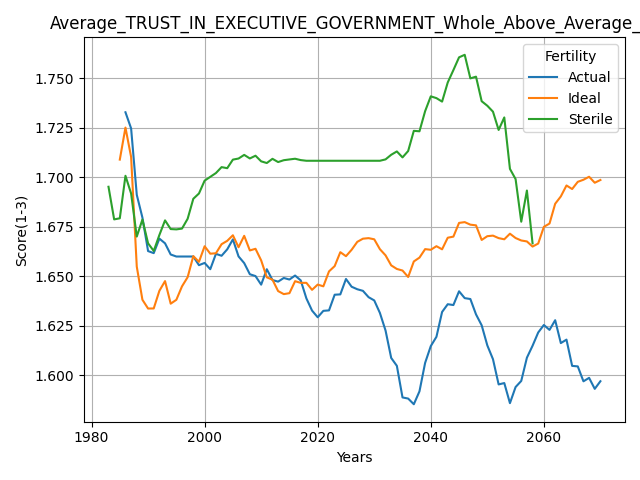 Average_TRUST_IN_EXECUTIVE_GOVERNMENT_Whole_Above_Average_
Fertility
Actual
Ideal
Sterile
Score(1-3)
1.750
1.725
1.700
1.675
1.650
1.625
1.600
1980 2000 2020 2040 2060
Years